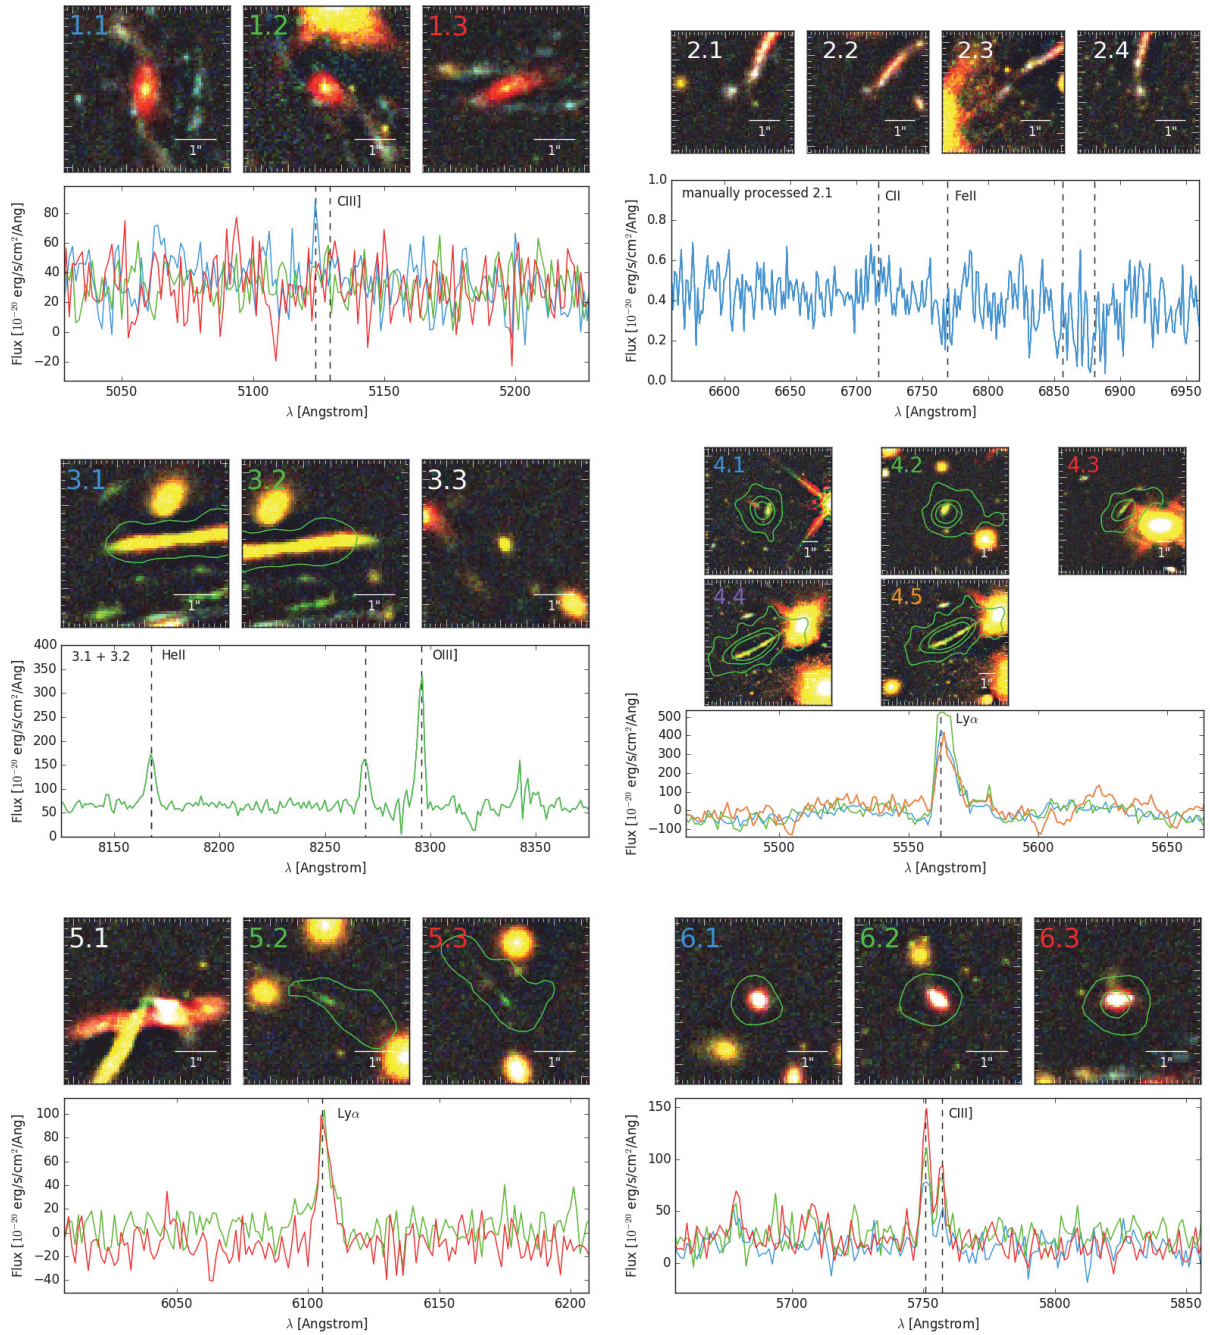 1.1 1.2 1.3
1" 1" 1"
CIII]
80
60
40
20
0
−20
Flux [10⁻²⁰ erg/s/cm²/Ang]
5050 5100 5150 5200
λ [Angstrom]
2.1 2.2 2.3 2.4
1" 1" 1" 1"
manually processed 2.1 CII FeII
1.0
0.8
0.6
0.4
0.2
0.0
Flux [10⁻²⁰ erg/s/cm²/Ang]
6600 6650 6700 6750 6800 6850 6900 6950
λ [Angstrom]
3.1 3.2 3.3
1" 1" 1"
3.1 + 3.2 HeII OIII]
400
350
300
250
200
150
100
50
0
Flux [10⁻²⁰ erg/s/cm²/Ang]
8150 8200 8250 8300 8350
λ [Angstrom]
4.1 4.2 4.3
1" 1" 1"
4.4 4.5
1" 1"
Lyα
500
400
300
200
100
0
−100
Flux [10⁻²⁰ erg/s/cm²/Ang]
5500 5550 5600 5650
λ [Angstrom]
5.1 5.2 5.3
1" 1" 1"
Lyα
100
80
60
40
20
0
−20
−40
Flux [10⁻²⁰ erg/s/cm²/Ang]
6050 6100 6150 6200
λ [Angstrom]
6.1 6.2 6.3
1" 1" 1"
CIII]
150
100
50
0
Flux [10⁻²⁰ erg/s/cm²/Ang]
5700 5750 5800 5850
λ [Angstrom]